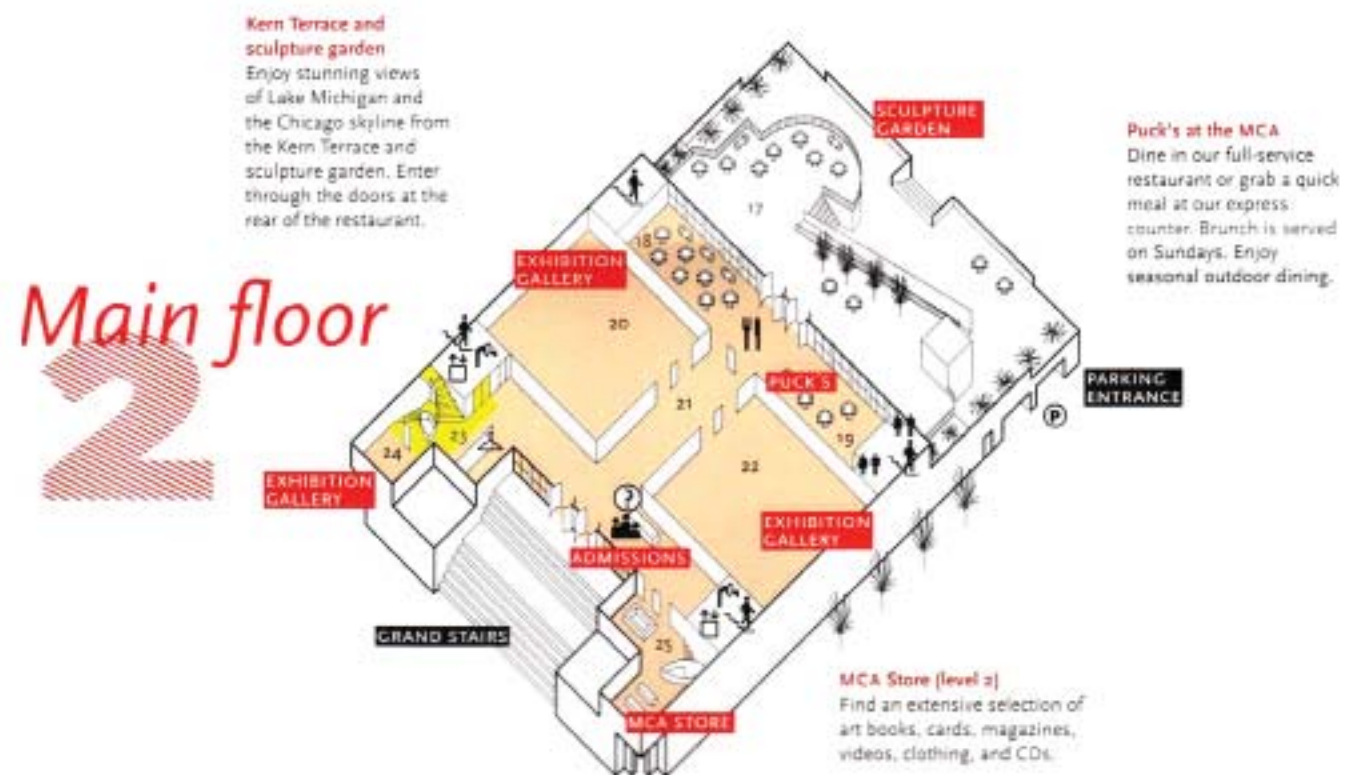 Kern Terrace and
sculpture garden
Enjoy stunning views
of Lake Michigan and
the Chicago skyline from
the Kern Terrace and
sculpture garden. Enter
through the doors at the
rear of the restaurant.
SCULPTURE
GARDEN
Puck's at the MCA
Dine in our full-service
restaurant or grab a quick
meal at our express
counter. Brunch is served
on Sundays. Enjoy
seasonal outdoor dining.
Main floor
2
17
18
EXHIBITION
GALLERY
20
PUCK'S
21
PARKING
ENTRANCE
P
19
23
24
22
EXHIBITION
GALLERY
?
EXHIBITION
GALLERY
ADMISSIONS
GRAND STAIRS
25
MCA STORE
MCA Store (level 2)
Find an extensive selection of
art books, cards, magazines,
videos, clothing, and CDs.